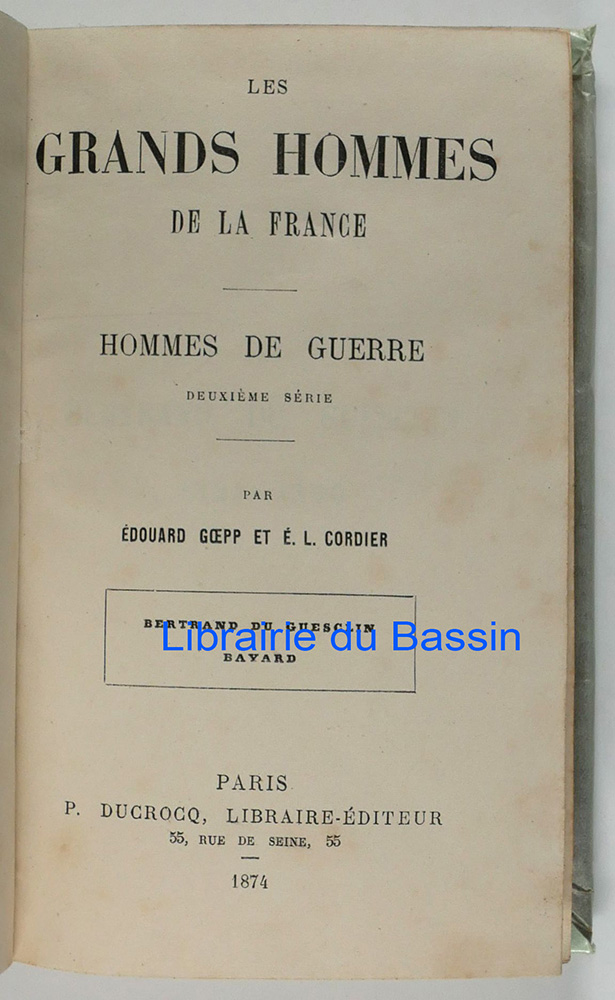 LES
GRANDS HOMMES
DE LA FRANCE
HOMMES DE GUERRE
DEUXIÈME SÉRIE
PAR
ÉDOUARD GŒPP ET É. L. CORDIER
BERTRAND DU GUESCLIN
Librairie du Bassin
BAYARD
PARIS
P. DUCROCQ, LIBRAIRE-ÉDITEUR
55, RUE DE SEINE, 55
1874